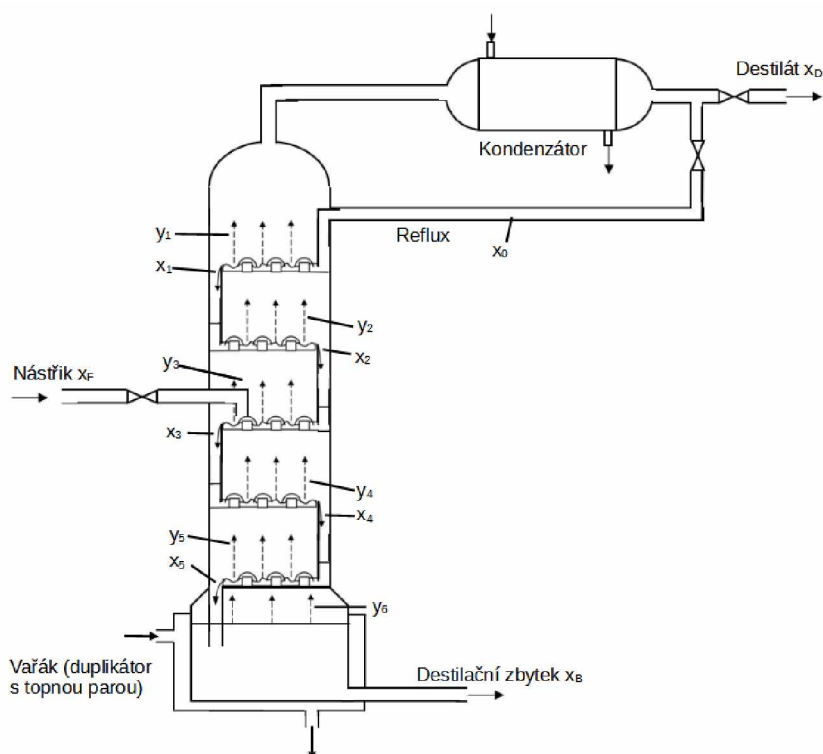 Destilát x_D
Kondenzátor
y₁
Reflux
x₀
x₁
y₂
x₂
y₃
Nástřik x_F
x₃
y₄
x₄
y₅
x₅
y₆
Vařák (duplikátor
s topnou parou)
Destilační zbytek x_B